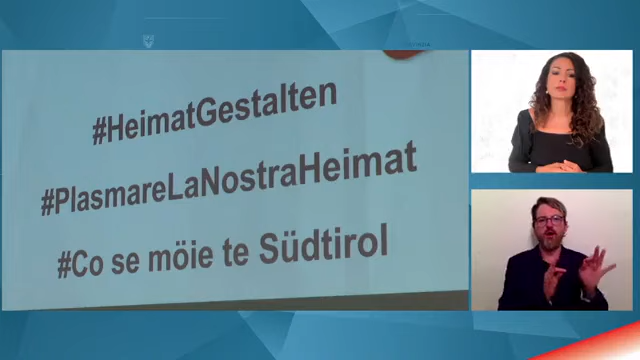 #HeimatGestalten
#PlasmareLaNostraHeimat
#Co se möie te Südtirol